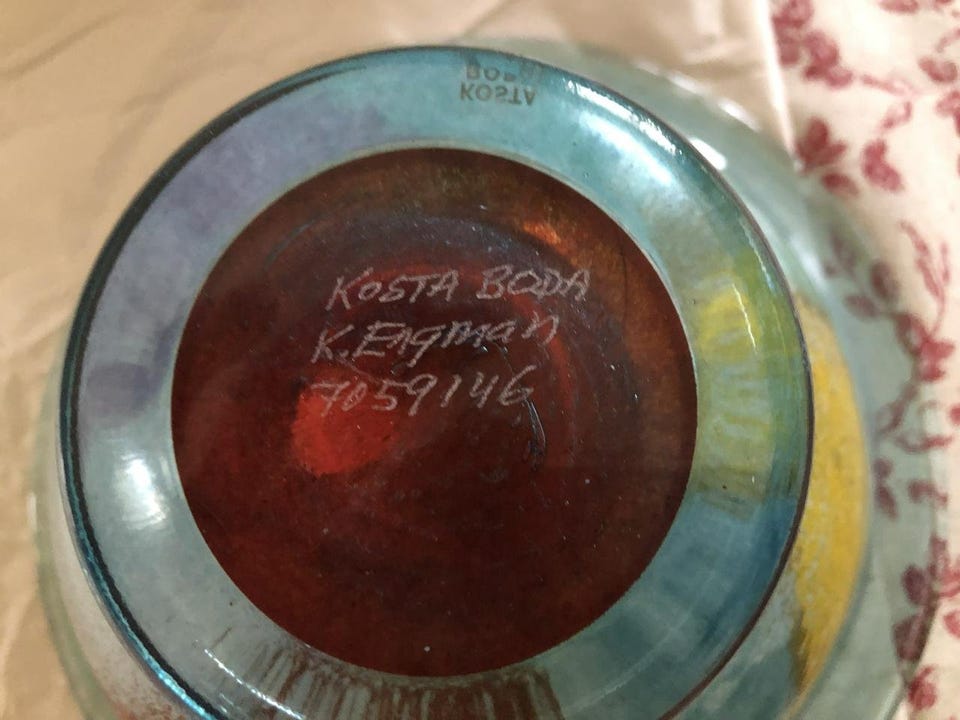 KOSTA
BODA
KOSTA BODA
K. Engman
7059146